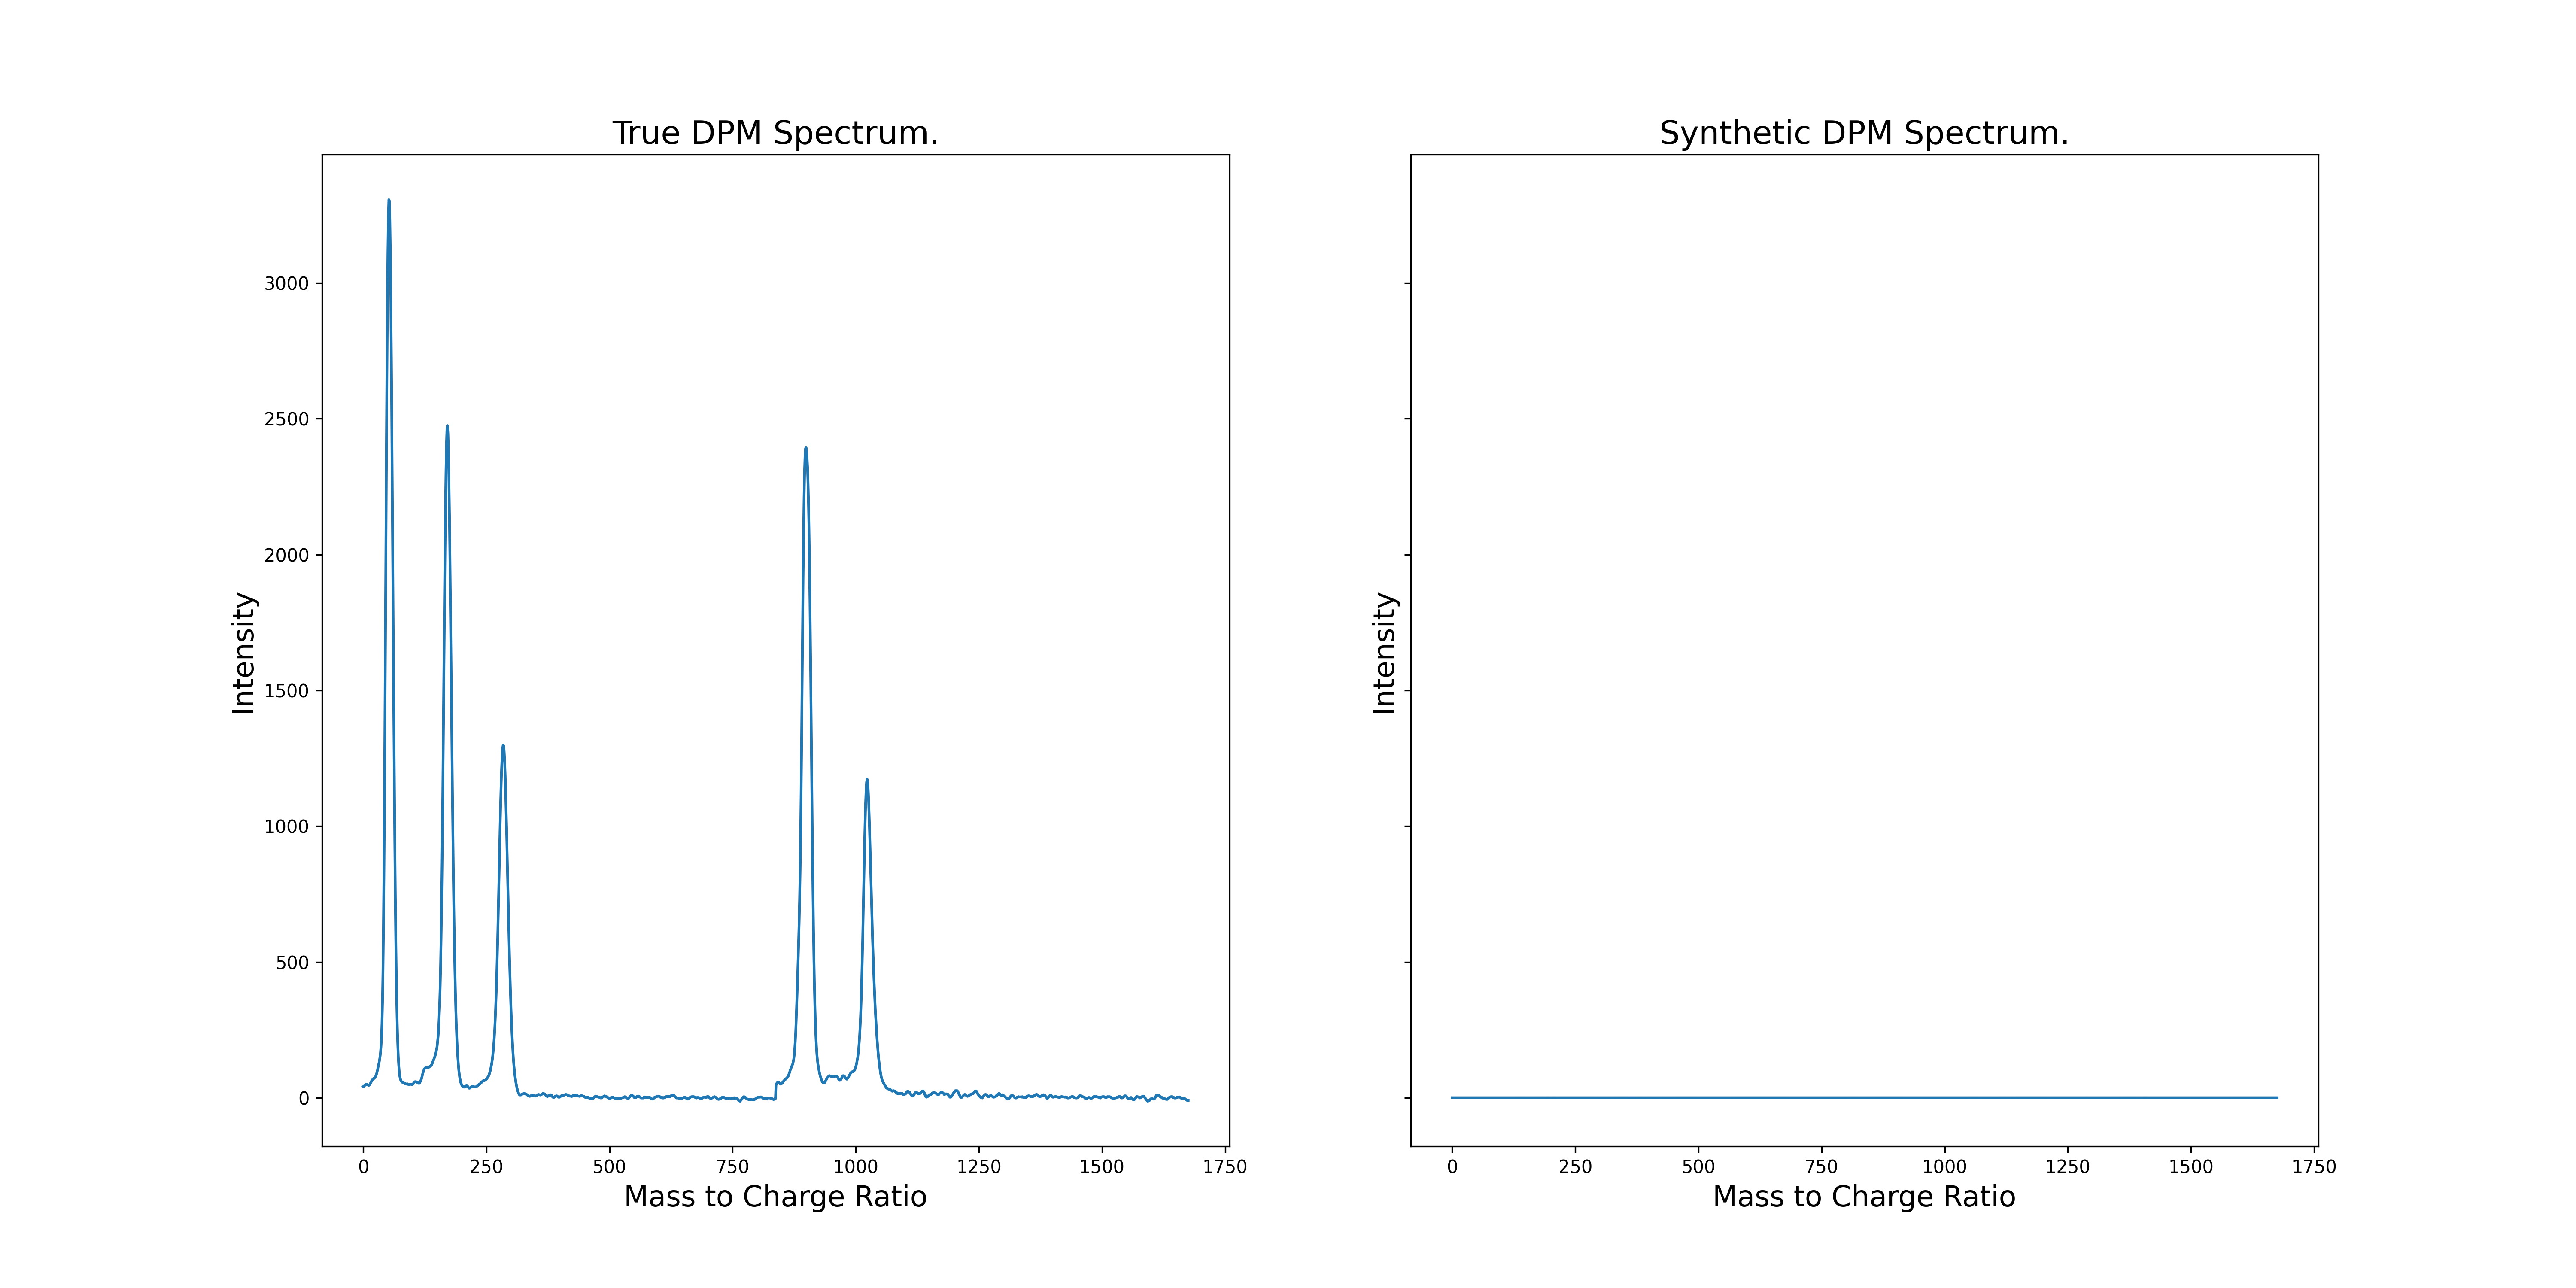 True DPM Spectrum.
Synthetic DPM Spectrum.
Intensity
3000
2500
2000
1500
1000
500
0
0 250 500 750 1000 1250 1500 1750
Mass to Charge Ratio
Intensity
0 250 500 750 1000 1250 1500 1750
Mass to Charge Ratio